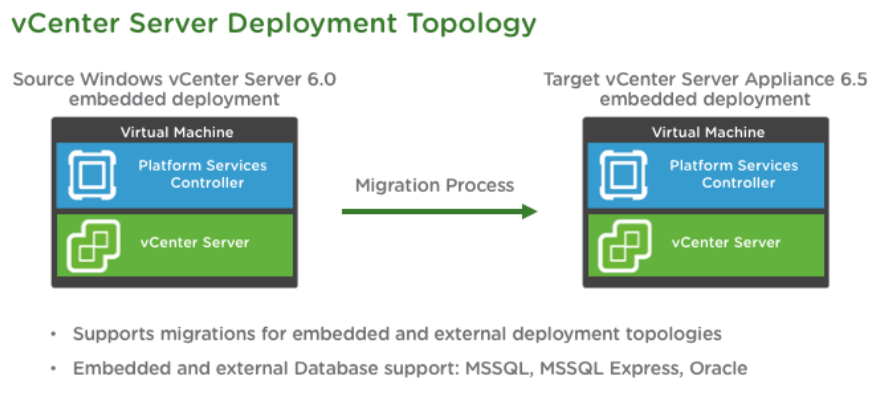 vCenter Server Deployment Topology
Source Windows vCenter Server 6.0
embedded deployment
Virtual Machine
Platform Services
Controller
vCenter Server
Migration Process
Target vCenter Server Appliance 6.5
embedded deployment
Virtual Machine
Platform Services
Controller
vCenter Server
• Supports migrations for embedded and external deployment topologies
• Embedded and external Database support: MSSQL, MSSQL Express, Oracle